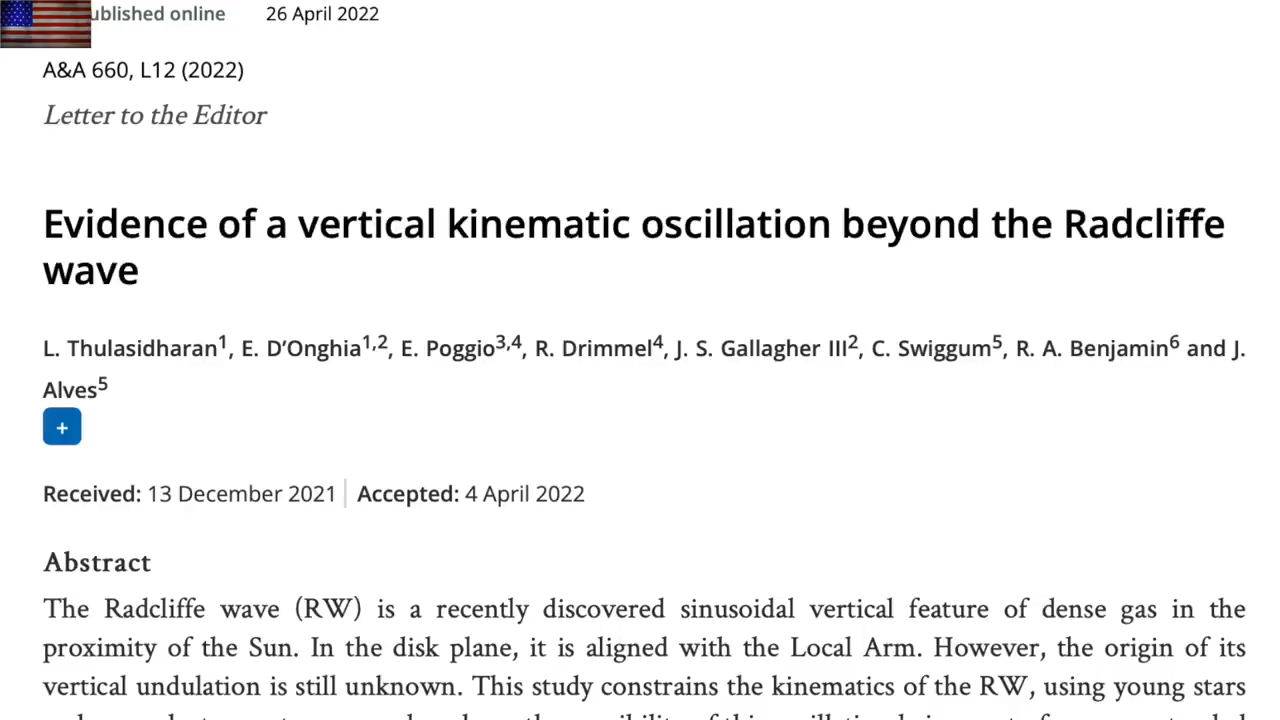 ublished online 26 April 2022
A&A 660, L12 (2022)
Letter to the Editor
Evidence of a vertical kinematic oscillation beyond the Radcliffe
wave
L. Thulasidharan1, E. D’Onghia1,2, E. Poggio3,4, R. Drimmel4, J. S. Gallagher III2, C. Swiggum5, R. A. Benjamin6 and J.
Alves5
+
Received: 13 December 2021 | Accepted: 4 April 2022
Abstract
The Radcliffe wave (RW) is a recently discovered sinusoidal vertical feature of dense gas in the
proximity of the Sun. In the disk plane, it is aligned with the Local Arm. However, the origin of its
vertical undulation is still unknown. This study constrains the kinematics of the RW, using young stars